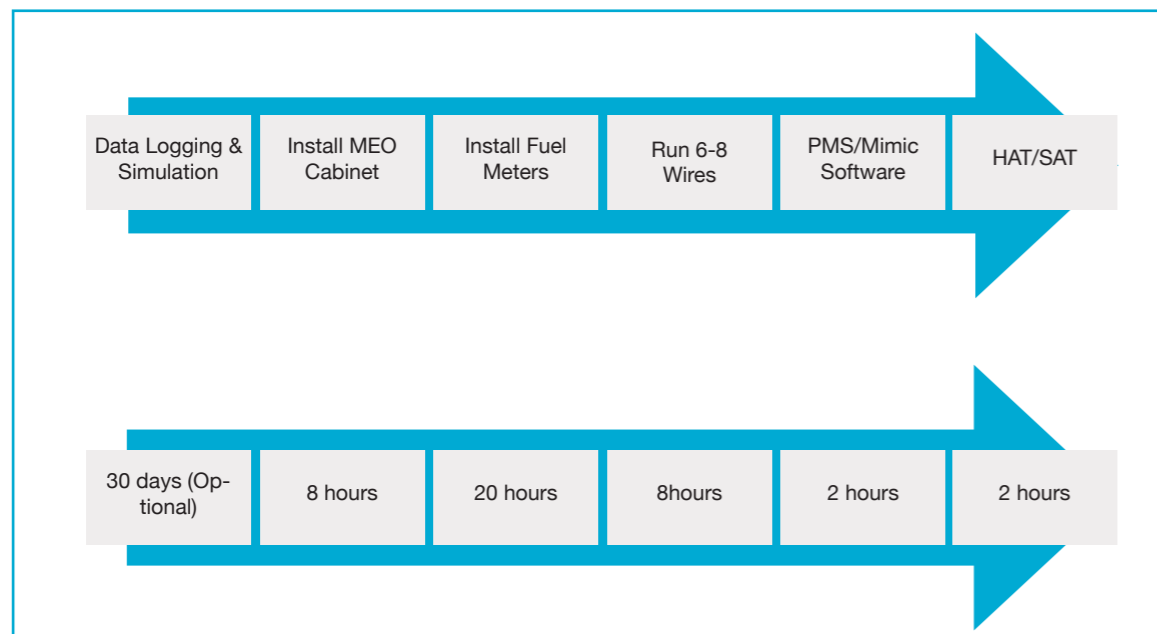 Data Logging &
Simulation
Install MEO
Cabinet
Install Fuel
Meters
Run 6-8
Wires
PMS/Mimic
Software
HAT/SAT
30 days (Op-
tional)
8 hours
20 hours
8hours
2 hours
2 hours